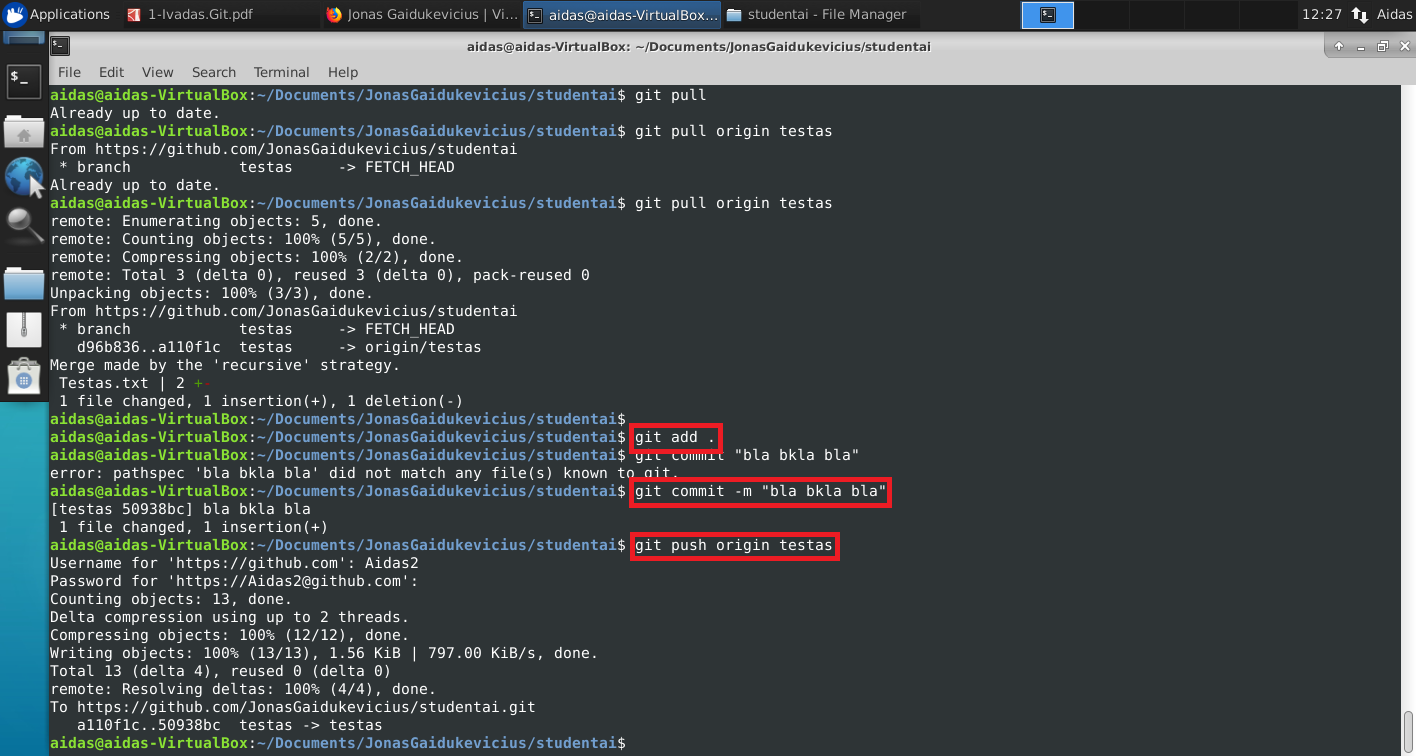 Applications
1-Ivadas.Git.pdf
Jonas Gaidukevicius | Vi...
aidas@aidas-VirtualBox...
studentai - File Manager
12:27
Aidas
aidas@aidas-VirtualBox: ~/Documents/JonasGaidukevicius/studentai
File Edit View Search Terminal Help
aidas@aidas-VirtualBox:~/Documents/JonasGaidukevicius/studentai$ git pull
Already up to date.
aidas@aidas-VirtualBox:~/Documents/JonasGaidukevicius/studentai$ git pull origin testas
From https://github.com/JonasGaidukevicius/studentai
 * branch            testas     -> FETCH_HEAD
Already up to date.
aidas@aidas-VirtualBox:~/Documents/JonasGaidukevicius/studentai$ git pull origin testas
remote: Enumerating objects: 5, done.
remote: Counting objects: 100% (5/5), done.
remote: Compressing objects: 100% (2/2), done.
remote: Total 3 (delta 0), reused 3 (delta 0), pack-reused 0
Unpacking objects: 100% (3/3), done.
From https://github.com/JonasGaidukevicius/studentai
 * branch            testas     -> FETCH_HEAD
   d96b836..a110f1c  testas     -> origin/testas
Merge made by the 'recursive' strategy.
 Testas.txt | 2 +-
 1 file changed, 1 insertion(+), 1 deletion(-)
aidas@aidas-VirtualBox:~/Documents/JonasGaidukevicius/studentai$
aidas@aidas-VirtualBox:~/Documents/JonasGaidukevicius/studentai$ git add .
aidas@aidas-VirtualBox:~/Documents/JonasGaidukevicius/studentai$ git commit "bla bkla bla"
error: pathspec 'bla bkla bla' did not match any file(s) known to git.
aidas@aidas-VirtualBox:~/Documents/JonasGaidukevicius/studentai$ git commit -m "bla bkla bla"
[testas 50938bc] bla bkla bla
 1 file changed, 1 insertion(+)
aidas@aidas-VirtualBox:~/Documents/JonasGaidukevicius/studentai$ git push origin testas
Username for 'https://github.com': Aidas2
Password for 'https://Aidas2@github.com':
Counting objects: 13, done.
Delta compression using up to 2 threads.
Compressing objects: 100% (12/12), done.
Writing objects: 100% (13/13), 1.56 KiB | 797.00 KiB/s, done.
Total 13 (delta 4), reused 0 (delta 0)
remote: Resolving deltas: 100% (4/4), done.
To https://github.com/JonasGaidukevicius/studentai.git
   a110f1c..50938bc  testas -> testas
aidas@aidas-VirtualBox:~/Documents/JonasGaidukevicius/studentai$